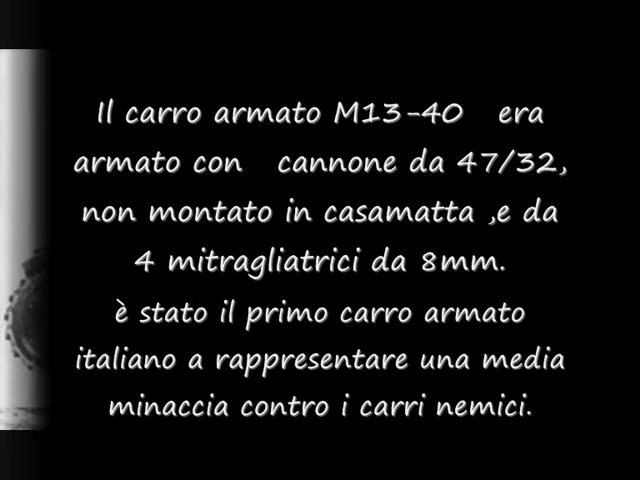 Il carro armato M13-40 era
armato con cannone da 47/32,
non montato in casamatta ,e da
4 mitragliatrici da 8mm.
è stato il primo carro armato
italiano a rappresentare una media
minaccia contro i carri nemici.